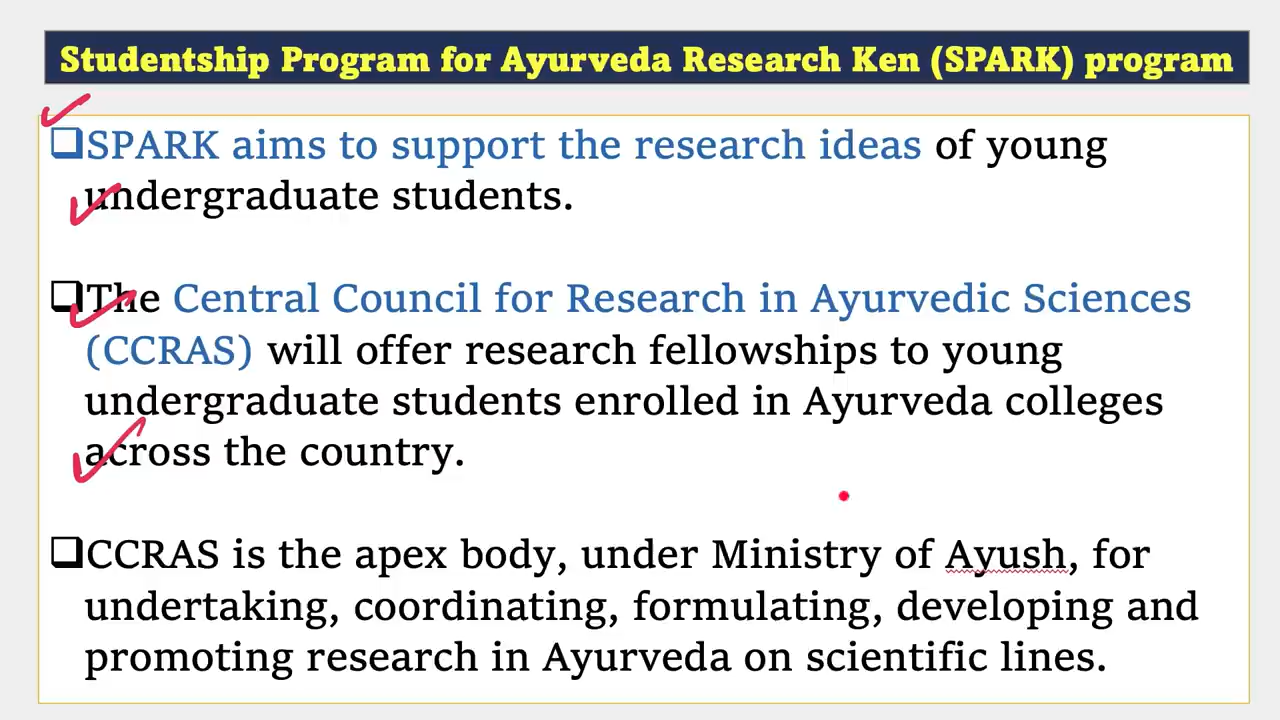 Studentship Program for Ayurveda Research Ken (SPARK) program
❑SPARK aims to support the research ideas of young
undergraduate students.
❑The Central Council for Research in Ayurvedic Sciences
(CCRAS) will offer research fellowships to young
undergraduate students enrolled in Ayurveda colleges
across the country.
❑CCRAS is the apex body, under Ministry of Ayush, for
undertaking, coordinating, formulating, developing and
promoting research in Ayurveda on scientific lines.